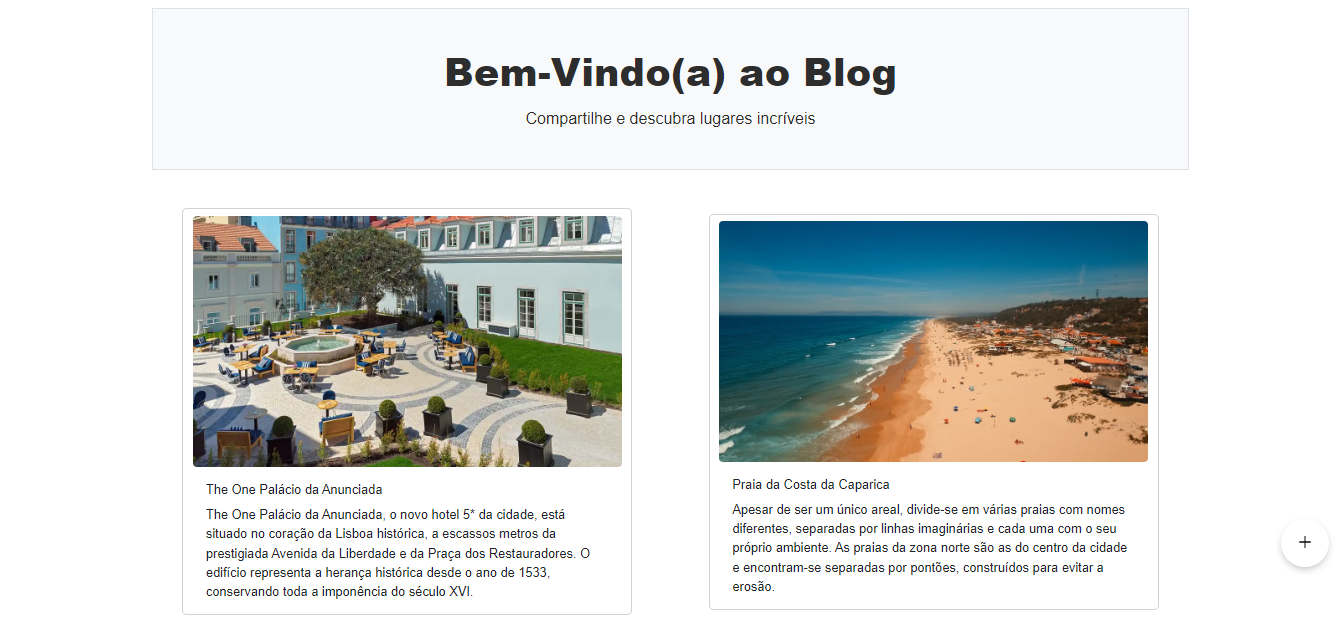 Bem-Vindo(a) ao Blog
Compartilhe e descubra lugares incríveis
The One Palácio da Anunciada
The One Palácio da Anunciada, o novo hotel 5* da cidade, está
situado no coração da Lisboa histórica, a escassos metros da
prestigiada Avenida da Liberdade e da Praça dos Restauradores. O
edifício representa a herança histórica desde o ano de 1533,
conservando toda a imponência do século XVI.
Praia da Costa da Caparica
Apesar de ser um único areal, divide-se em várias praias com nomes
diferentes, separadas por linhas imaginárias e cada uma com o seu
próprio ambiente. As praias da zona norte são as do centro da cidade
e encontram-se separadas por pontões, construídos para evitar a
erosão.
+